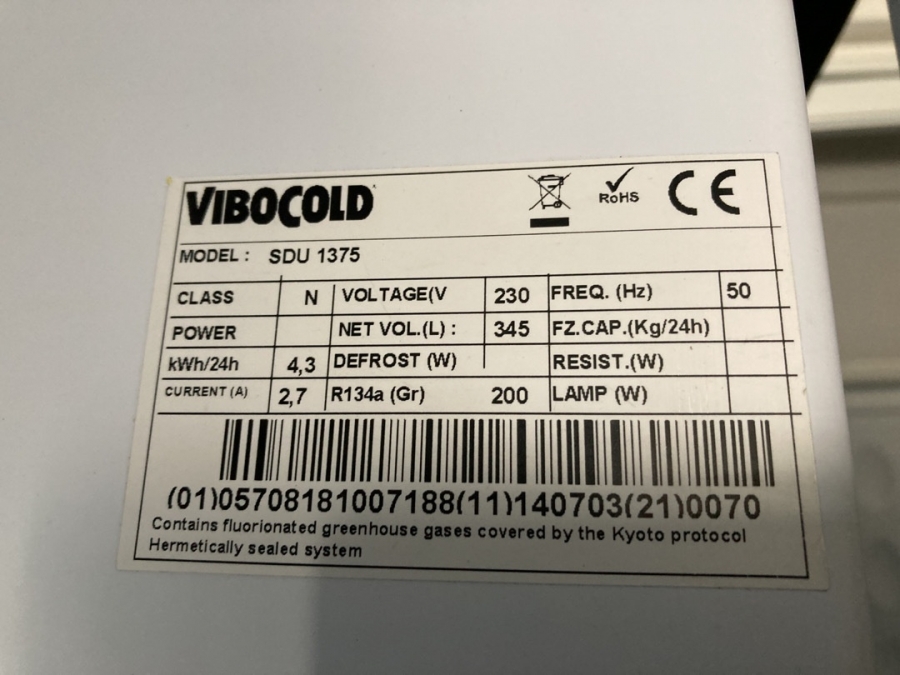 VIBOCOLD
RoHS
CE
MODEL : SDU 1375
CLASS N VOLTAGE(V 230 FREQ. (Hz) 50
POWER NET VOL.(L) : 345 FZ.CAP.(Kg/24h)
kWh/24h 4,3 DEFROST (W) RESIST.(W)
CURRENT (A) 2,7 R134a (Gr) 200 LAMP (W)
(01)05708181007188(11)140703(21)0070
Contains fluorionated greenhouse gases covered by the Kyoto protocol
Hermetically sealed system